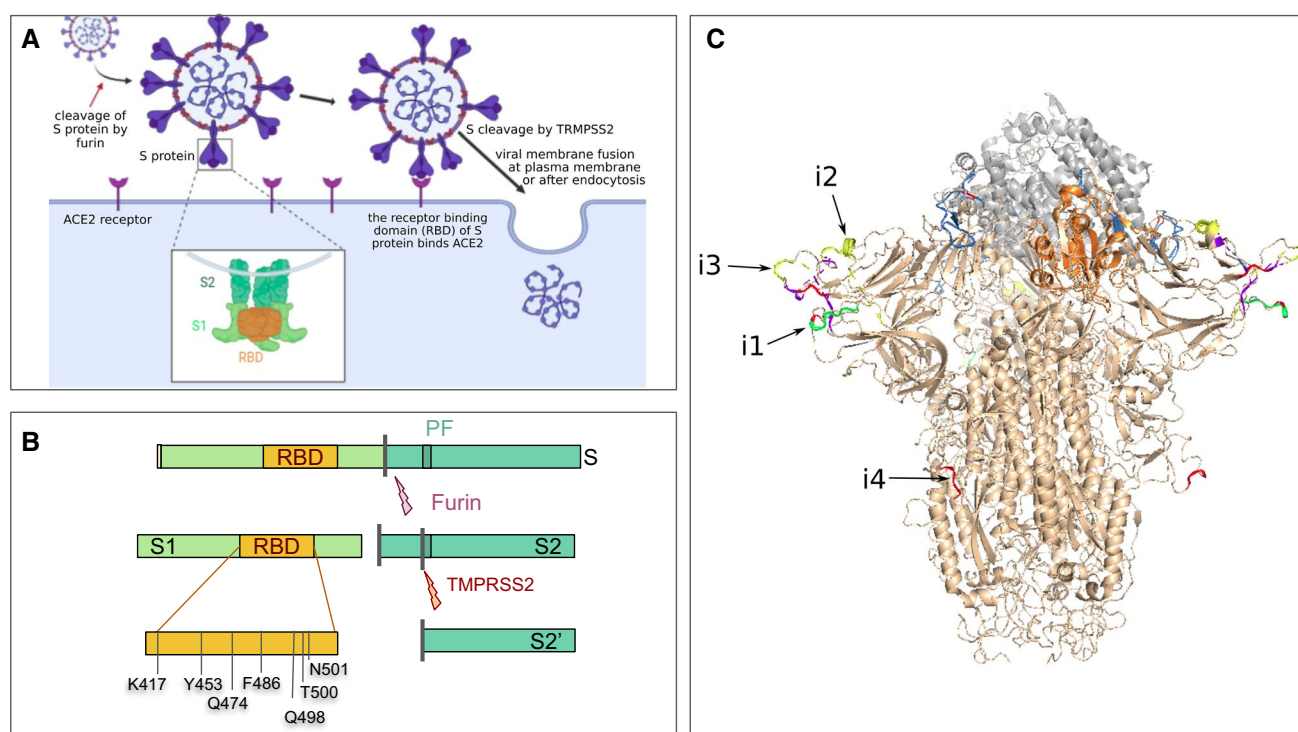 A
cleavage of
S protein by
furin
S protein
S cleavage by TRMPSS2
viral membrane fusion
at plasma membrane
or after endocytosis
ACE2 receptor
the receptor binding
domain (RBD) of S
protein binds ACE2
S2
S1
RBD
B
PF
RBD
S
Furin
S1
RBD
S2
TMPRSS2
S2’
K417
Y453
Q474
F486
Q498
T500
N501
C
i2
i3
i1
i4